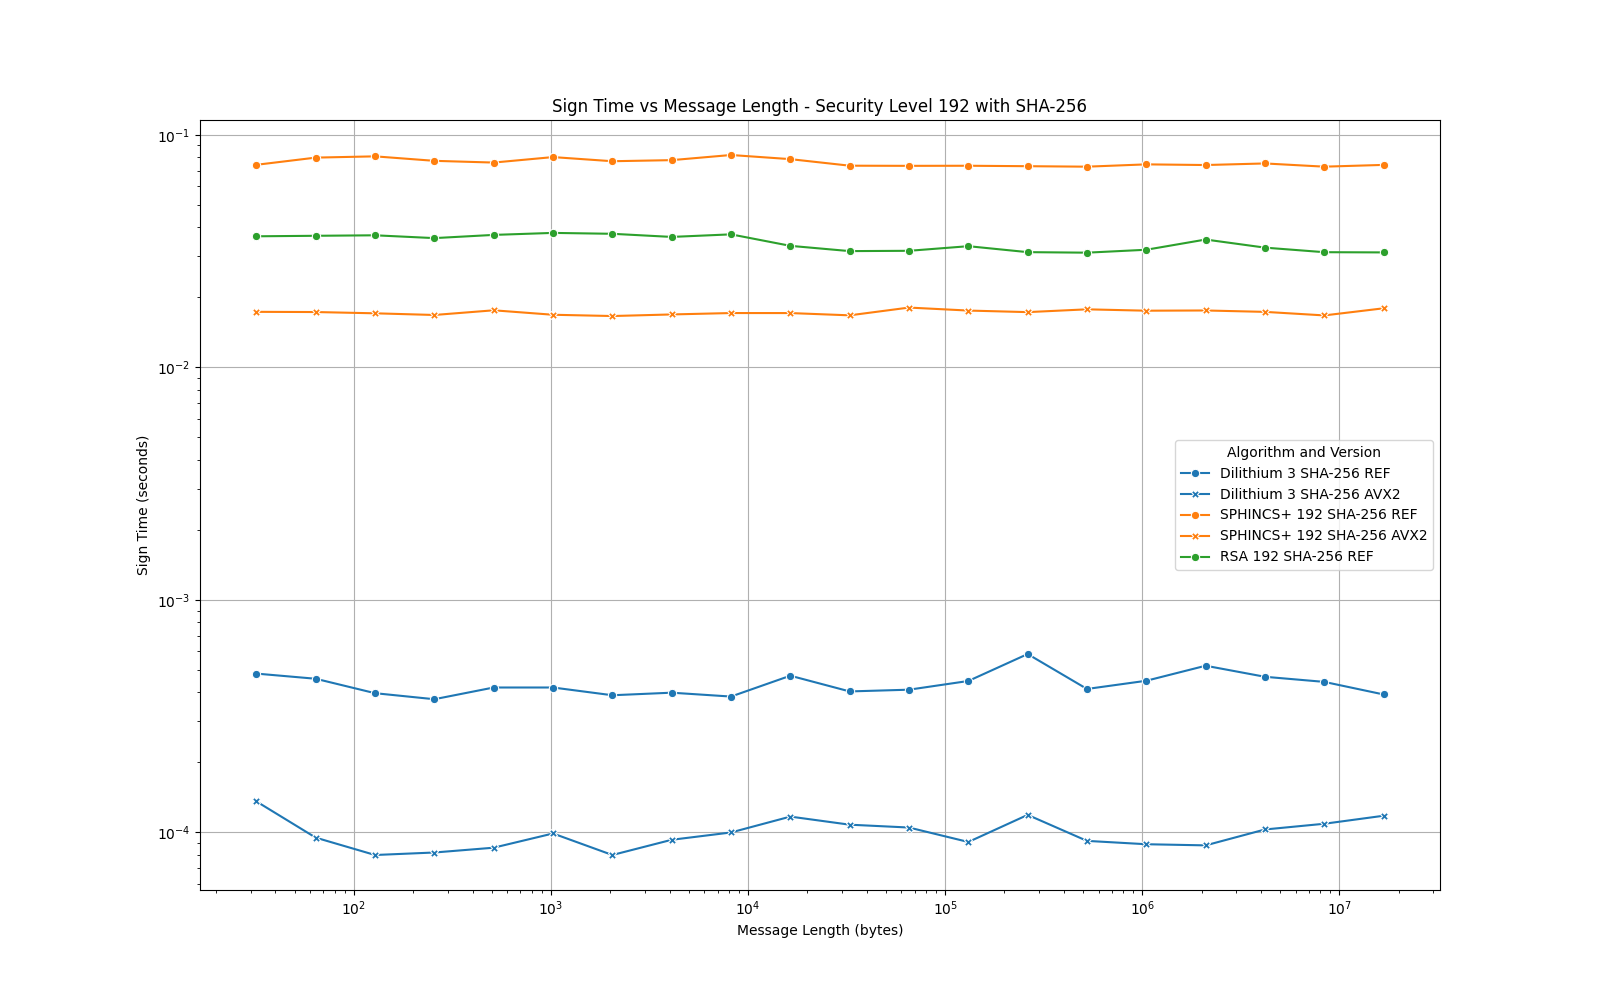 Sign Time vs Message Length - Security Level 192 with SHA-256
10⁻¹
10⁻²
10⁻³
10⁻⁴
Sign Time (seconds)
Algorithm and Version
Dilithium 3 SHA-256 REF
Dilithium 3 SHA-256 AVX2
SPHINCS+ 192 SHA-256 REF
SPHINCS+ 192 SHA-256 AVX2
RSA 192 SHA-256 REF
10² 10³ 10⁴ 10⁵ 10⁶ 10⁷
Message Length (bytes)